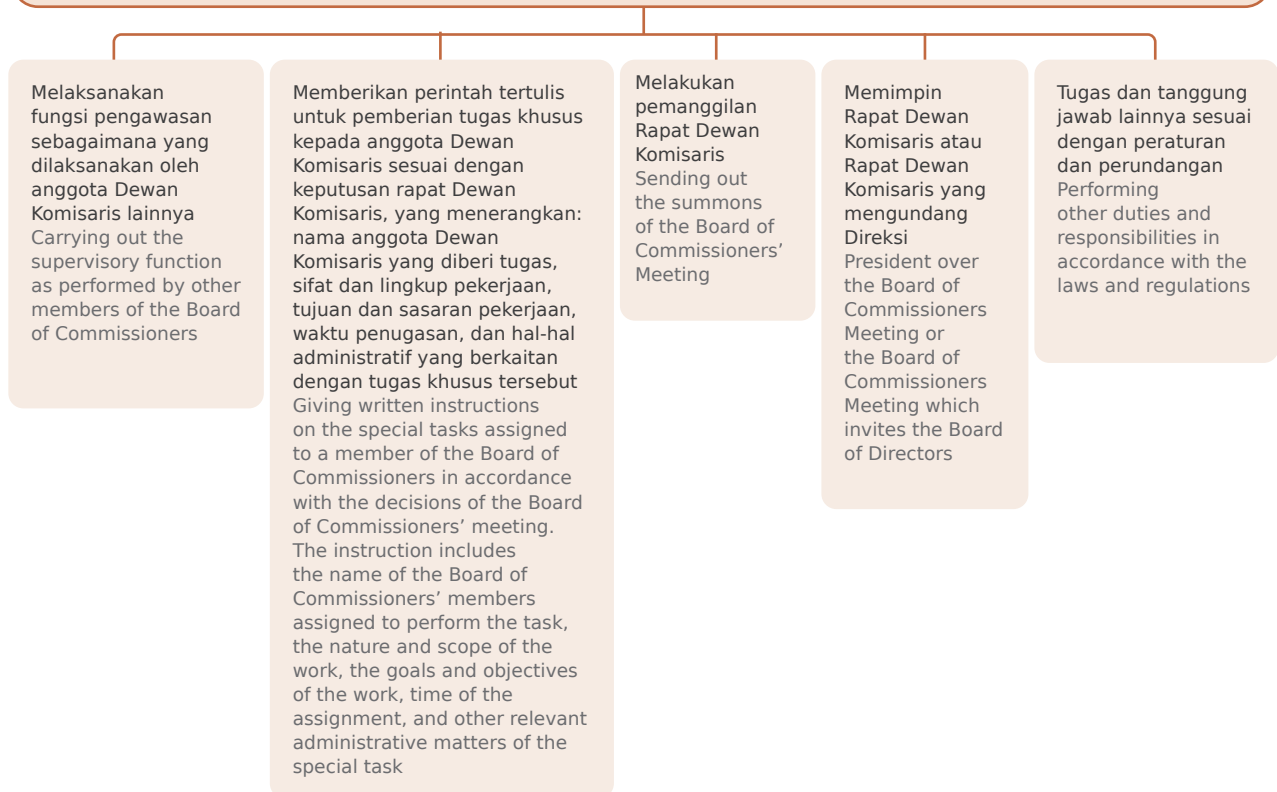 Melaksanakan
fungsi pengawasan
sebagaimana yang
dilaksanakan oleh
anggota Dewan
Komisaris lainnya
Carrying out the
supervisory function
as performed by other
members of the Board
of Commissioners
Memberikan perintah tertulis
untuk pemberian tugas khusus
kepada anggota Dewan
Komisaris sesuai dengan
keputusan rapat Dewan
Komisaris, yang menerangkan:
nama anggota Dewan
Komisaris yang diberi tugas,
sifat dan lingkup pekerjaan,
tujuan dan sasaran pekerjaan,
waktu penugasan, dan hal-hal
administratif yang berkaitan
dengan tugas khusus tersebut
Giving written instructions
on the special tasks assigned
to a member of the Board of
Commissioners in accordance
with the decisions of the Board
of Commissioners’ meeting.
The instruction includes
the name of the Board of
Commissioners’ members
assigned to perform the task,
the nature and scope of the
work, the goals and objectives
of the work, time of the
assignment, and other relevant
administrative matters of the
special task
Melakukan
pemanggilan
Rapat Dewan
Komisaris
Sending out
the summons
of the Board of
Commissioners’
Meeting
Memimpin
Rapat Dewan
Komisaris atau
Rapat Dewan
Komisaris yang
mengundang
Direksi
President over
the Board of
Commissioners
Meeting or
the Board of
Commissioners
Meeting which
invites the Board
of Directors
Tugas dan tanggung
jawab lainnya sesuai
dengan peraturan
dan perundangan
Performing
other duties and
responsibilities in
accordance with the
laws and regulations